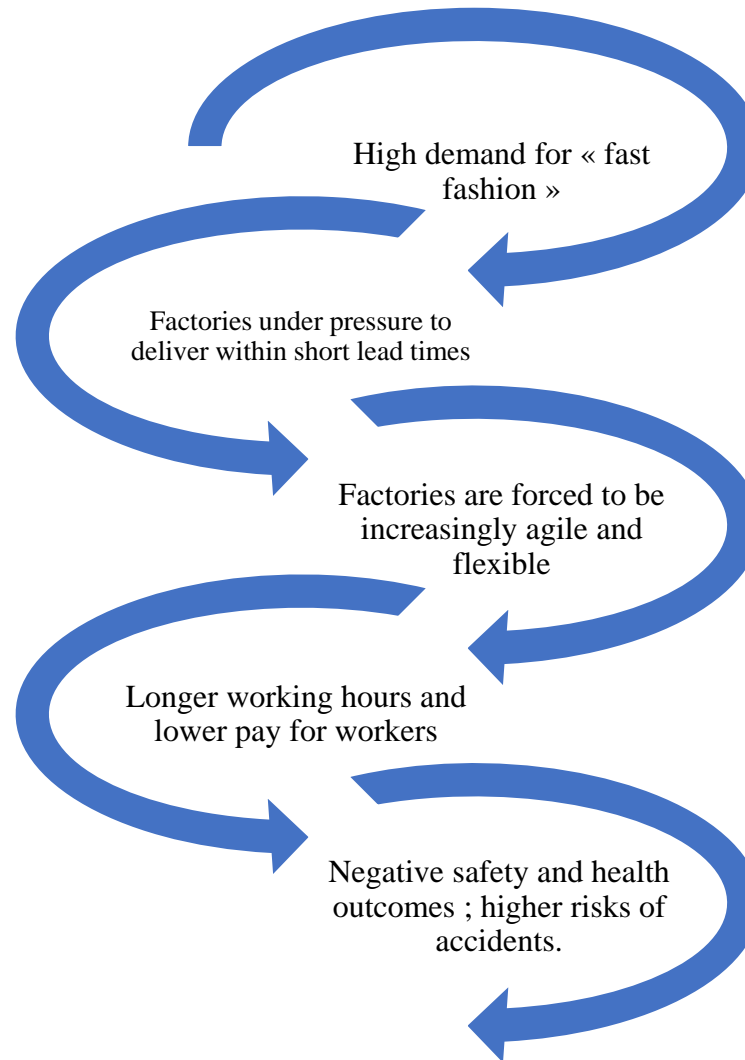 High demand for « fast
fashion »
Factories under pressure to
deliver within short lead times
Factories are forced to be
increasingly agile and
flexible
Longer working hours and
lower pay for workers
Negative safety and health
outcomes ; higher risks of
accidents.